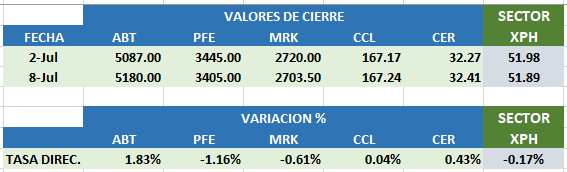 VALORES DE CIERRE SECTOR
FECHA ABT PFE MRK CCL CER XPH
2-Jul 5087.00 3445.00 2720.00 167.17 32.27 51.98
8-Jul 5180.00 3405.00 2703.50 167.24 32.41 51.89
VARIACION % SECTOR
ABT PFE MRK CCL CER XPH
TASA DIREC. 1.83% -1.16% -0.61% 0.04% 0.43% -0.17%